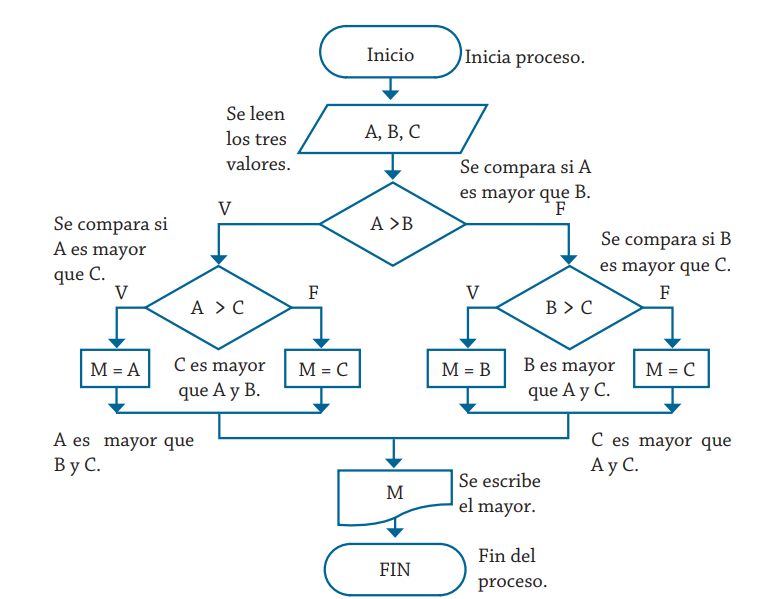 Inicio
Inicia proceso.
Se leen
los tres
valores.
A, B, C
Se compara si A
es mayor que B.
V
A >B
F
Se compara si
A es mayor
que C.
Se compara si B
es mayor que C.
V
A > C
F
V
B > C
F
M = A
C es mayor
que A y B.
M = C
M = B
B es mayor
que A y C.
M = C
A es mayor que
B y C.
C es mayor que
A y C.
M
Se escribe
el mayor.
FIN
Fin del
proceso.